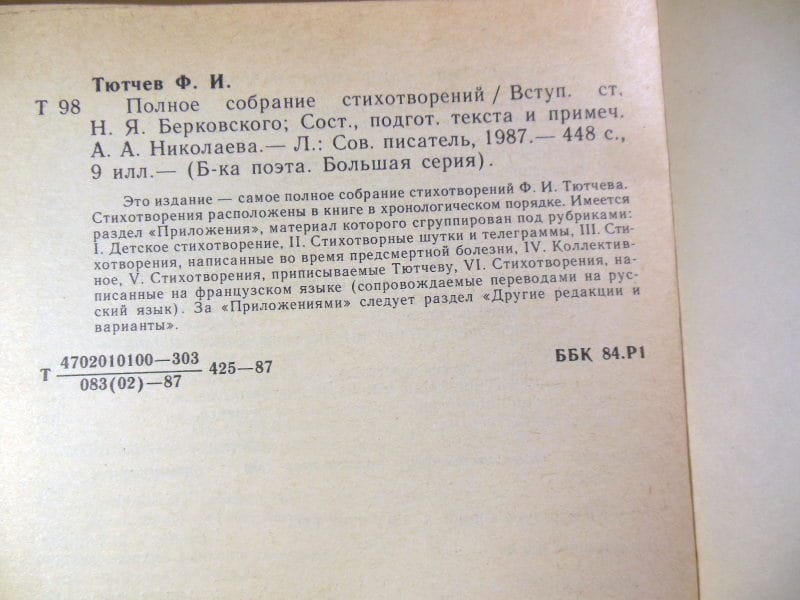 Тютчев Ф. И.
Т 98 Полное собрание стихотворений / Вступ. ст.
Н. Я. Берковского; Сост., подгот. текста и примеч.
А. А. Николаева.— Л.: Сов. писатель, 1987.— 448 с.,
9 илл.— (Б-ка поэта. Большая серия).
Это издание — самое полное собрание стихотворений Ф. И. Тютчева.
Стихотворения расположены в книге в хронологическом порядке. Имеется
раздел «Приложения», материал которого сгруппирован под рубриками:
I. Детское стихотворение, II. Стихотворные шутки и телеграммы, III. Сти-
хотворения, написанные во время предсмертной болезни, IV. Коллектив-
ное, V. Стихотворения, приписываемые Тютчеву, VI. Стихотворения, на-
писанные на французском языке (сопровождаемые переводами на рус-
ский язык). За «Приложениями» следует раздел «Другие редакции и
варианты».
Т 4702010100—303
083(02)—87 425—87
ББК 84.Р1